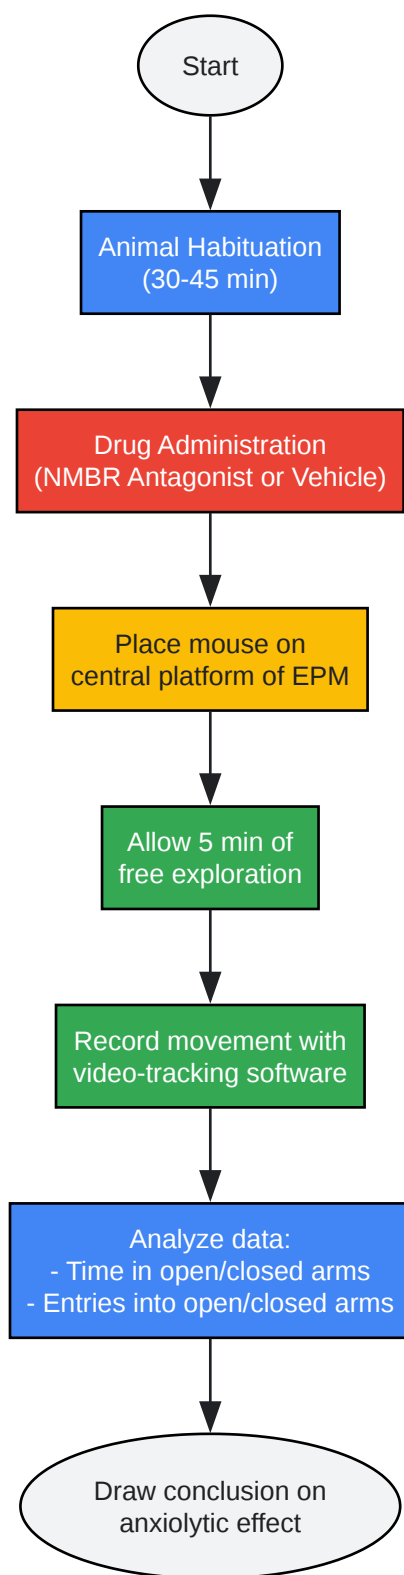 Start
Animal Habituation
(30-45 min)
Drug Administration
(NMBR Antagonist or Vehicle)
Place mouse on
central platform of EPM
Allow 5 min of
free exploration
Record movement with
video-tracking software
Analyze data:
- Time in open/closed arms
- Entries into open/closed arms
Draw conclusion on
anxiolytic effect